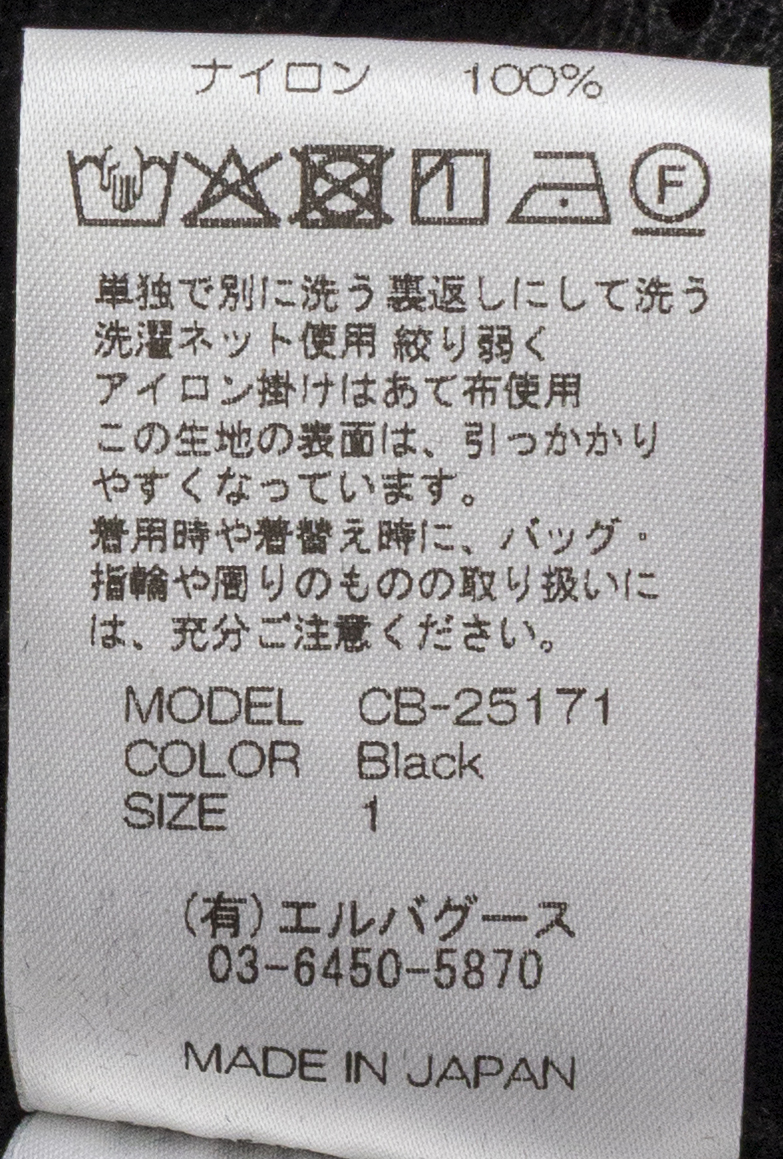 ナイロン 100%
F
単独で別に洗う 裏返しにして洗う
洗濯ネット使用 絞り弱く
アイロン掛けはあて布使用
この生地の表面は、引っかかり
やすくなっています。
着用時や着替え時に、バッグ・
指輪や周りのものの取り扱いに
は、充分ご注意ください。
MODEL CB-25171
COLOR Black
SIZE 1
(有)エルバグース
03-6450-5870
MADE IN JAPAN